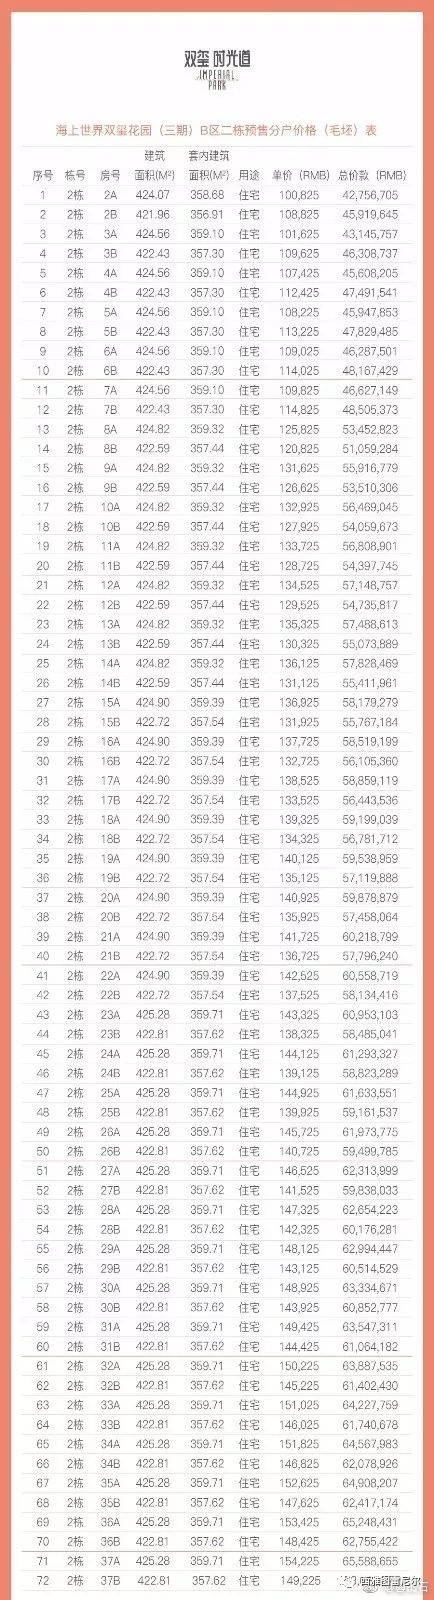 双玺 时光道
IMPERIAL
PARK
海上世界双玺花园（三期）B区二栋预售分户价格（毛坯）表
建筑 套内建筑
序号 栋号 房号 面积(M²) 面积(M²) 用途 单价（RMB) 总价款（RMB)
1 2栋 2A 424.07 358.68 住宅 100,825 42,756,705
2 2栋 2B 421.96 356.91 住宅 108,825 45,919,645
3 2栋 3A 424.56 359.10 住宅 101,625 43,145,757
4 2栋 3B 422.43 357.30 住宅 109,625 46,308,737
5 2栋 4A 424.56 359.10 住宅 107,425 45,608,205
6 2栋 4B 422.43 357.30 住宅 112,425 47,491,541
7 2栋 5A 424.56 359.10 住宅 108,225 45,947,853
8 2栋 5B 422.43 357.30 住宅 113,225 47,829,485
9 2栋 6A 424.56 359.10 住宅 109,025 46,287,501
10 2栋 6B 422.43 357.30 住宅 114,025 48,167,429
11 2栋 7A 424.56 359.10 住宅 109,825 46,627,149
12 2栋 7B 422.43 357.30 住宅 114,825 48,505,373
13 2栋 8A 424.82 359.32 住宅 125,825 53,452,823
14 2栋 8B 422.59 357.44 住宅 120,825 51,059,284
15 2栋 9A 424.82 359.32 住宅 131,625 55,916,779
16 2栋 9B 422.59 357.44 住宅 126,625 53,510,306
17 2栋 10A 424.82 359.32 住宅 132,925 56,469,045
18 2栋 10B 422.59 357.44 住宅 127,925 54,059,673
19 2栋 11A 424.82 359.32 住宅 133,725 56,808,901
20 2栋 11B 422.59 357.44 住宅 128,725 54,397,745
21 2栋 12A 424.82 359.32 住宅 134,525 57,148,757
22 2栋 12B 422.59 357.44 住宅 129,525 54,735,817
23 2栋 13A 424.82 359.32 住宅 135,325 57,488,613
24 2栋 13B 422.59 357.44 住宅 130,325 55,073,889
25 2栋 14A 424.82 359.32 住宅 136,125 57,828,469
26 2栋 14B 422.59 357.44 住宅 131,125 55,411,961
27 2栋 15A 424.90 359.39 住宅 136,925 58,179,279
28 2栋 15B 422.72 357.54 住宅 131,925 55,767,184
29 2栋 16A 424.90 359.39 住宅 137,725 58,519,199
30 2栋 16B 422.72 357.54 住宅 132,725 56,105,360
31 2栋 17A 424.90 359.39 住宅 138,525 58,859,119
32 2栋 17B 422.72 357.54 住宅 133,525 56,443,536
33 2栋 18A 424.90 359.39 住宅 139,325 59,199,039
34 2栋 18B 422.72 357.54 住宅 134,325 56,781,712
35 2栋 19A 424.90 359.39 住宅 140,125 59,538,959
36 2栋 19B 422.72 357.54 住宅 135,125 57,119,888
37 2栋 20A 424.90 359.39 住宅 140,925 59,878,879
38 2栋 20B 422.72 357.54 住宅 135,925 57,458,064
39 2栋 21A 424.90 359.39 住宅 141,725 60,218,799
40 2栋 21B 422.72 357.54 住宅 136,725 57,796,240
41 2栋 22A 424.90 359.39 住宅 142,525 60,558,719
42 2栋 22B 422.72 357.54 住宅 137,525 58,134,416
43 2栋 23A 425.28 359.71 住宅 143,325 60,953,103
44 2栋 23B 422.81 357.62 住宅 138,325 58,485,041
45 2栋 24A 425.28 359.71 住宅 144,125 61,293,327
46 2栋 24B 422.81 357.62 住宅 139,125 58,823,289
47 2栋 25A 425.28 359.71 住宅 144,925 61,633,551
48 2栋 25B 422.81 357.62 住宅 139,925 59,161,537
49 2栋 26A 425.28 359.71 住宅 145,725 61,973,775
50 2栋 26B 422.81 357.62 住宅 140,725 59,499,785
51 2栋 27A 425.28 359.71 住宅 146,525 62,313,999
52 2栋 27B 422.81 357.62 住宅 141,525 59,838,033
53 2栋 28A 425.28 359.71 住宅 147,325 62,654,223
54 2栋 28B 422.81 357.62 住宅 142,325 60,176,281
55 2栋 29A 425.28 359.71 住宅 148,125 62,994,447
56 2栋 29B 422.81 357.62 住宅 143,125 60,514,529
57 2栋 30A 425.28 359.71 住宅 148,925 63,334,671
58 2栋 30B 422.81 357.62 住宅 143,925 60,852,777
59 2栋 31A 425.28 359.71 住宅 149,425 63,547,311
60 2栋 31B 422.81 357.62 住宅 144,425 61,064,182
61 2栋 32A 425.28 359.71 住宅 150,225 63,887,535
62 2栋 32B 422.81 357.62 住宅 145,225 61,402,430
63 2栋 33A 425.28 359.71 住宅 151,025 64,227,759
64 2栋 33B 422.81 357.62 住宅 146,025 61,740,678
65 2栋 34A 425.28 359.71 住宅 151,825 64,567,983
66 2栋 34B 422.81 357.62 住宅 146,825 62,078,926
67 2栋 35A 425.28 359.71 住宅 152,625 64,908,207
68 2栋 35B 422.81 357.62 住宅 147,625 62,417,174
69 2栋 36A 425.28 359.71 住宅 153,425 65,248,431
70 2栋 36B 422.81 357.62 住宅 148,425 62,755,422
71 2栋 37A 425.28 359.71 住宅 154,225 65,588,655
72 2栋 37B 422.81 357.62 住宅 149,225
西雅图雷尼尔